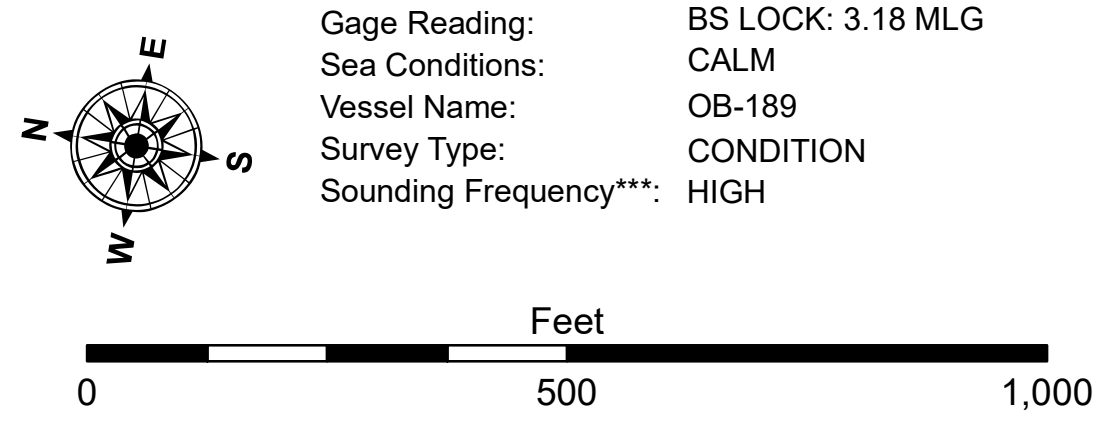 Gage Reading: BS LOCK: 3.18 MLG
Sea Conditions: CALM
Vessel Name: OB-189
Survey Type: CONDITION
Sounding Frequency***: HIGH
E
N
S
W
Feet
0 500 1,000